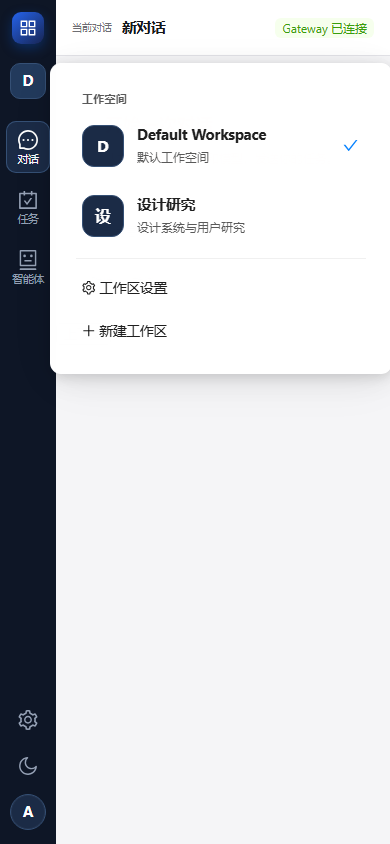 当前对话 新对话 Gateway 已连接
D
对话
任务
智能体
工作空间
D Default Workspace
默认工作空间
设 设计研究
设计系统与用户研究
工作区设置
新建工作区
A